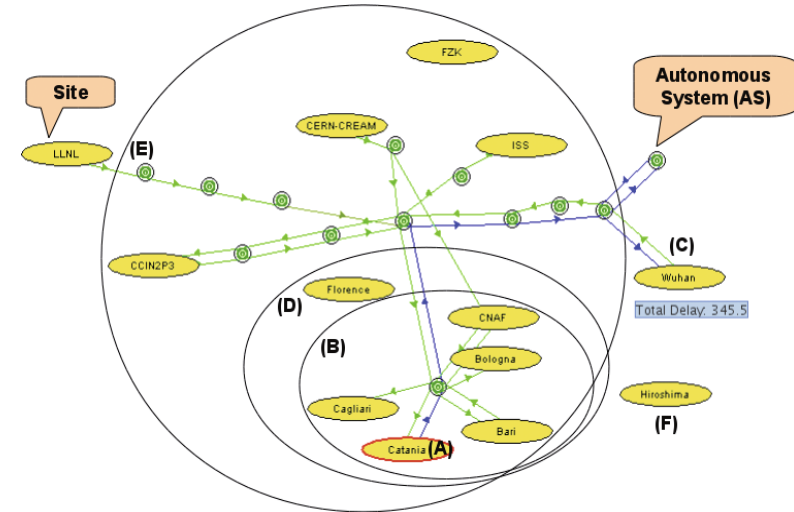 FZK
Site
Autonomous
System (AS)
CERN-CREAM
ISS
LLNL
(E)
CCIN2P3
(C)
Wuhan
Total Delay: 345.5
Florence
(D)
CNAF
(B)
Bologna
Cagliari
Hiroshima
(F)
Bari
Catania
(A)